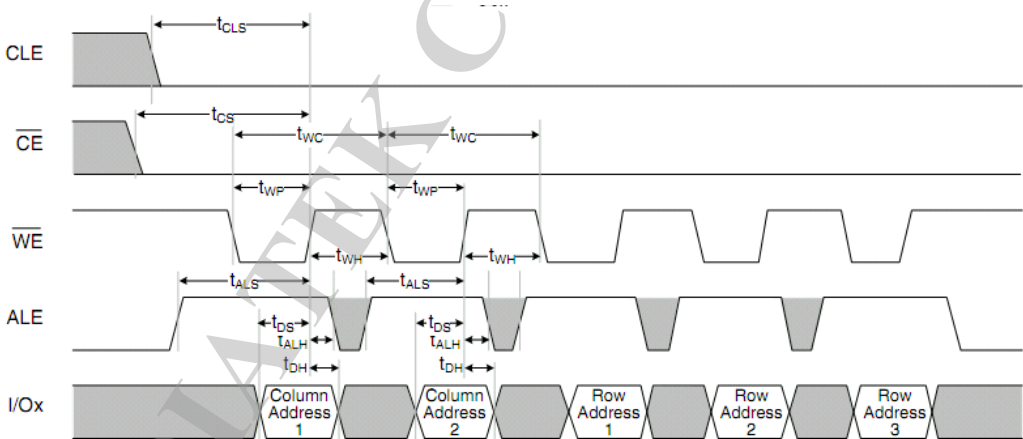 tCLS
CLE
tCS
CE
tWC tWC
tWP tWP
WE
tWH tWH
tALS tALS
ALE
tDS tDS
tALH tALH
tDH tDH
I/Ox
Column Address 1
Column Address 2
Row Address 1
Row Address 2
Row Address 3
IATEK C